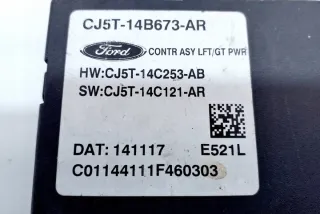 CJ5T-14B673-AR
Ford
CONTR ASY LFT/GT PWR
HW:CJ5T-14C253-AB
SW:CJ5T-14C121-AR
DAT: 141117 E521L
C01144111F460303